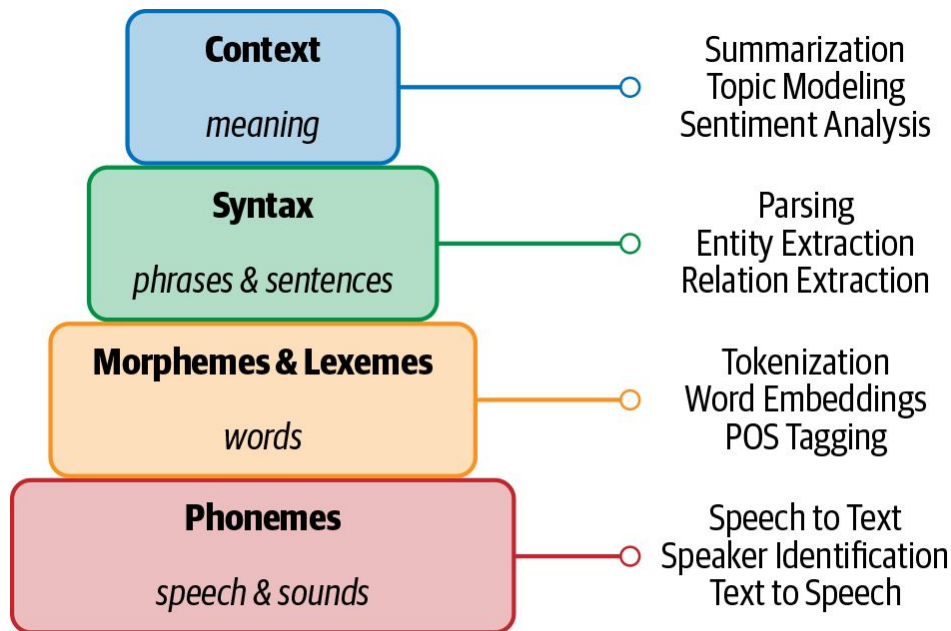 Context
meaning
Summarization
Topic Modeling
Sentiment Analysis
Syntax
phrases & sentences
Parsing
Entity Extraction
Relation Extraction
Morphemes & Lexemes
words
Tokenization
Word Embeddings
POS Tagging
Phonemes
speech & sounds
Speech to Text
Speaker Identification
Text to Speech